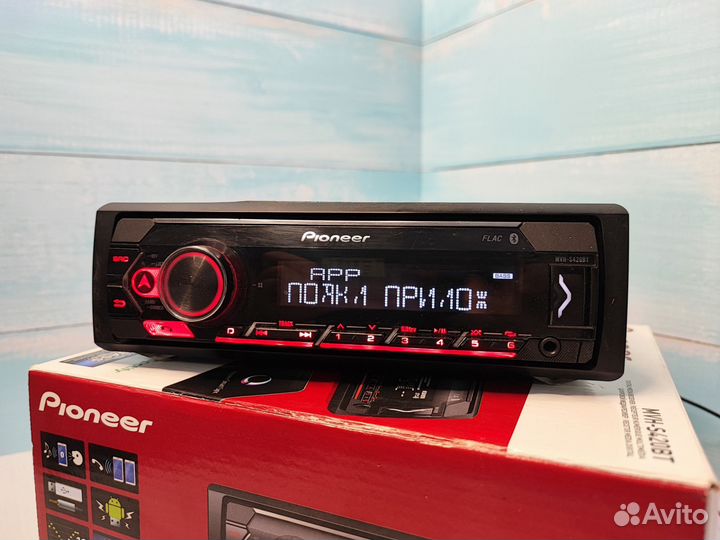 Pioneer
FLAC
MVH-S420BT
SRC
APP
BASS
ПОДКЛ ПРИЛОЖ
D
1 2 3 4 5 6
Pioneer
MVH-S420BT
Avito